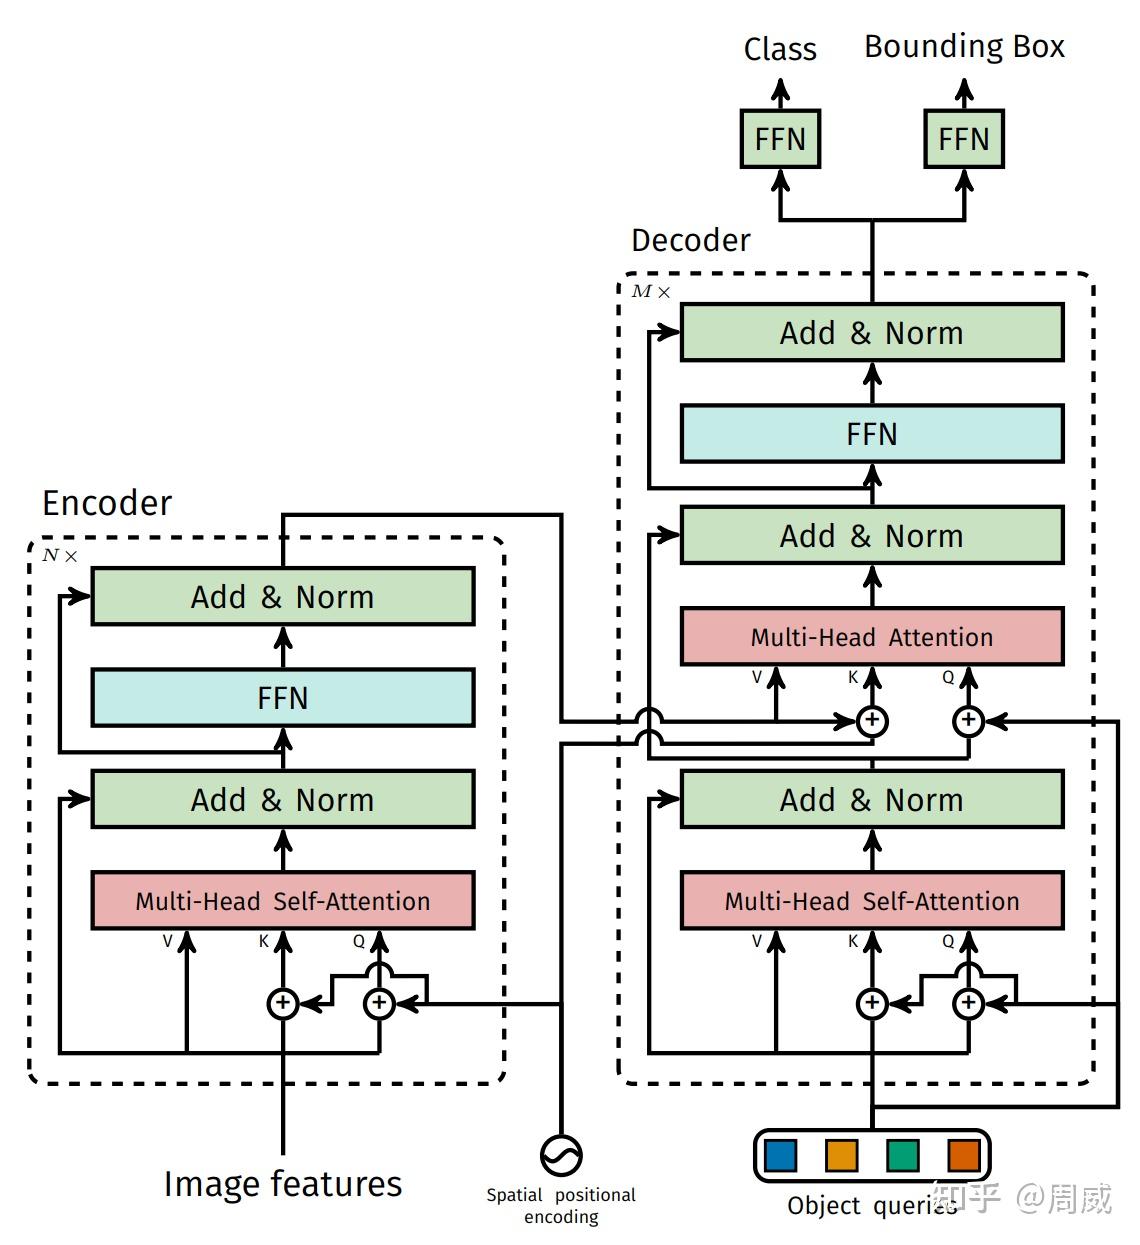 Class
Bounding Box
FFN
FFN
Decoder
M ×
Add & Norm
FFN
Add & Norm
Multi-Head Attention
V
K
Q
+
+
Add & Norm
Multi-Head Self-Attention
V
K
Q
+
+
Object queries
Encoder
N ×
Add & Norm
FFN
Add & Norm
Multi-Head Self-Attention
V
K
Q
+
+
Image features
Spatial positional
encoding
知乎 @周威